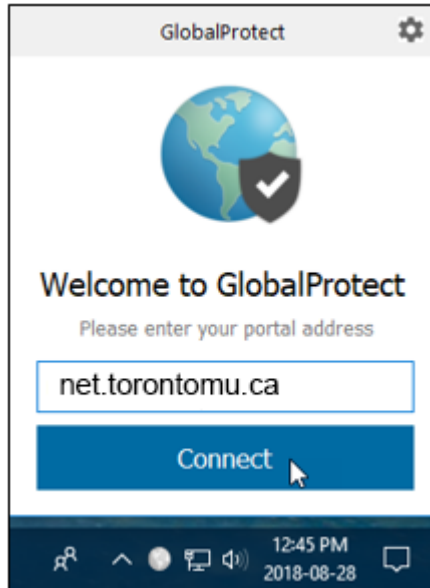 GlobalProtect
Welcome to GlobalProtect
Please enter your portal address
net.torontomu.ca
Connect
12:45 PM
2018-08-28